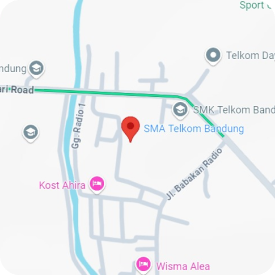 Sport
Telkom Da
ndung
ri Road
SMK Telkom Band
Gg. Radio 1
SMA Telkom Bandung
Jl. Babakan Radio
Kost Ahira
Wisma Alea